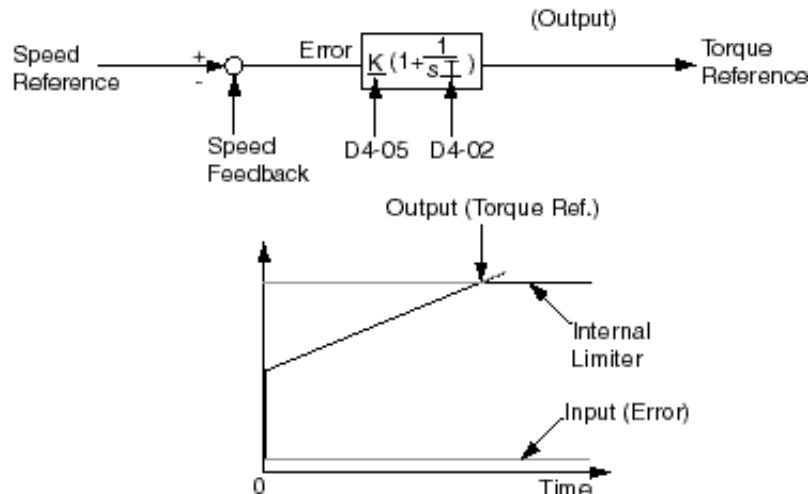 (Output)
Speed
Reference
+
-
Error
K(1+1/sT)
Torque
Reference
Speed
Feedback
D4-05
D4-02
Output (Torque Ref.)
Internal
Limiter
Input (Error)
0
Time